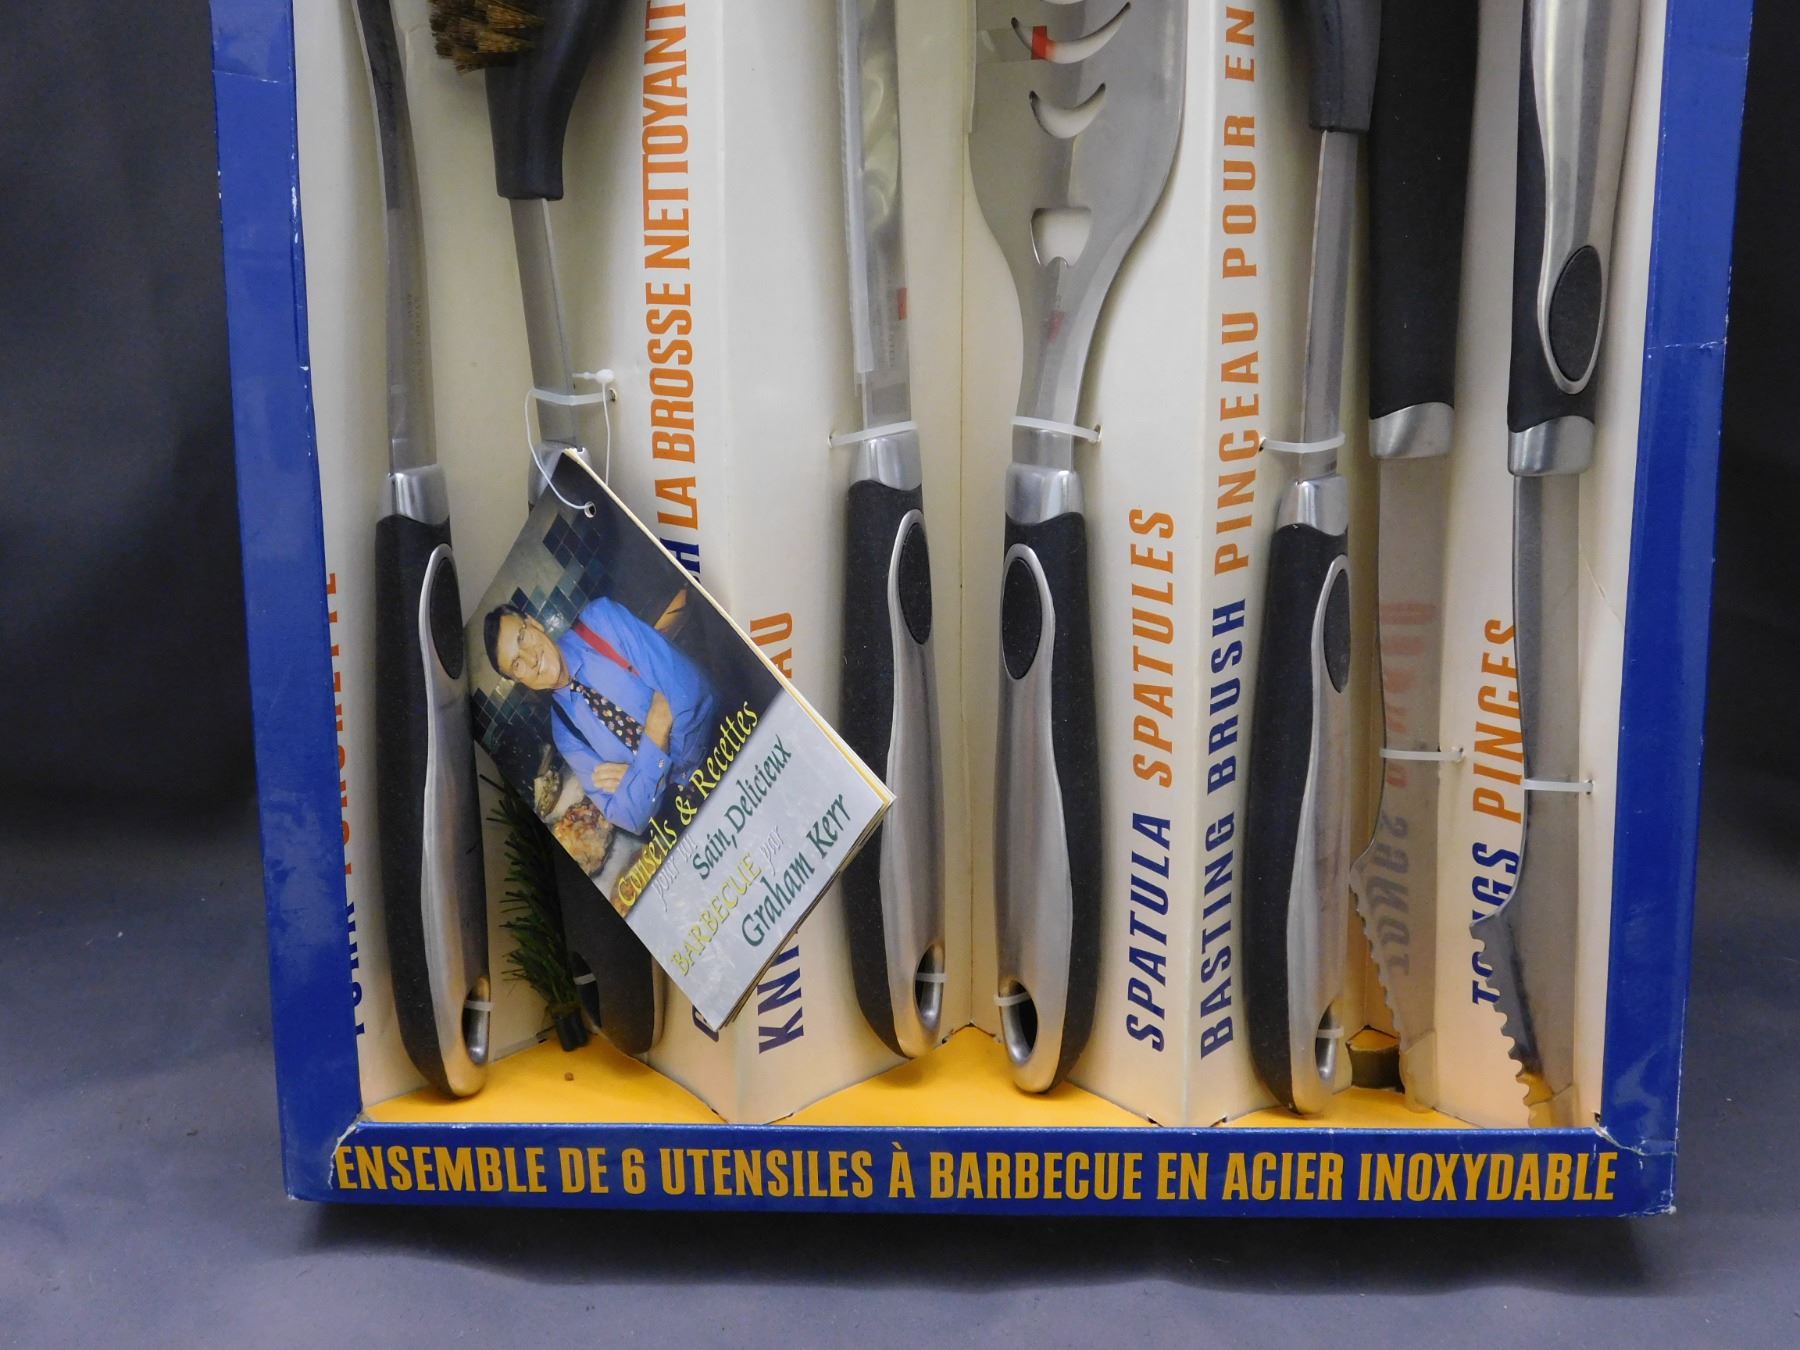 LA BROSSE NETTOYANT
SPATULA SPATULES
BASTING BRUSH PINCEAU POUR EN
TONGS PINCES
Conseils & Recettes
pour un
Sain, Delicieux
BARBECUE par
Graham Kerr
ENSEMBLE DE 6 UTENSILES À BARBECUE EN ACIER INOXYDABLE